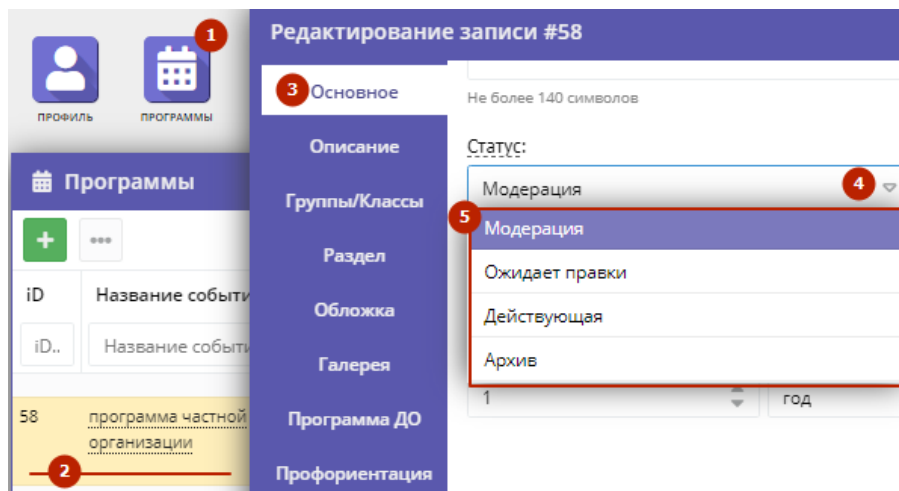 1
ПРОФИЛЬ
ПРОГРАММЫ
Программы
+
iD
Название событи
iD..
Название событи
58
программа частной
организации
2
Редактирование записи #58
3
Основное
Описание
Группы/Классы
Раздел
Обложка
Галерея
Программа ДО
Профориентация
Не более 140 символов
Статус:
Модерация
4
5
Модерация
Ожидает правки
Действующая
Архив
1
год